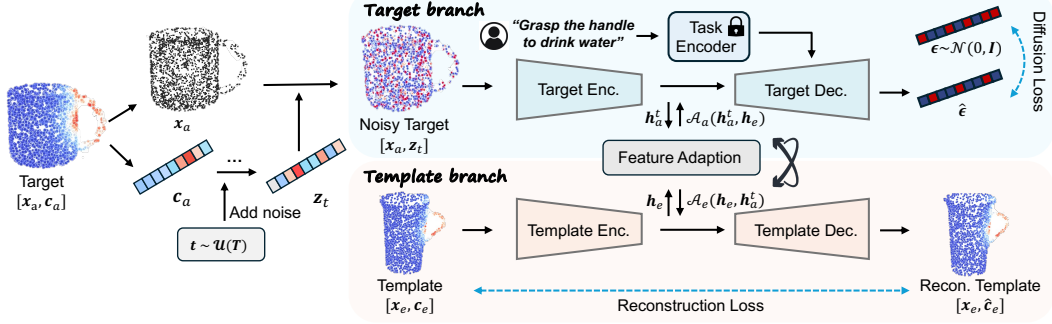 Target branch
“Grasp the handle
to drink water”
Task
Encoder
ϵ~𝒩(0, I)
Diffusion Loss
ϵ̂
x_a
Target Enc.
Target Dec.
Noisy Target
[x_a, z_t]
h_a^t
𝒜_a(h_a^t, h_e)
Target
[x_a, c_a]
c_a
...
z_t
Add noise
t ~ 𝒰(T)
Feature Adaption
Template branch
h_e
𝒜_e(h_e, h_a^t)
Template Enc.
Template Dec.
Template
[x_e, c_e]
Reconstruction Loss
Recon. Template
[x_e, ĉ_e]